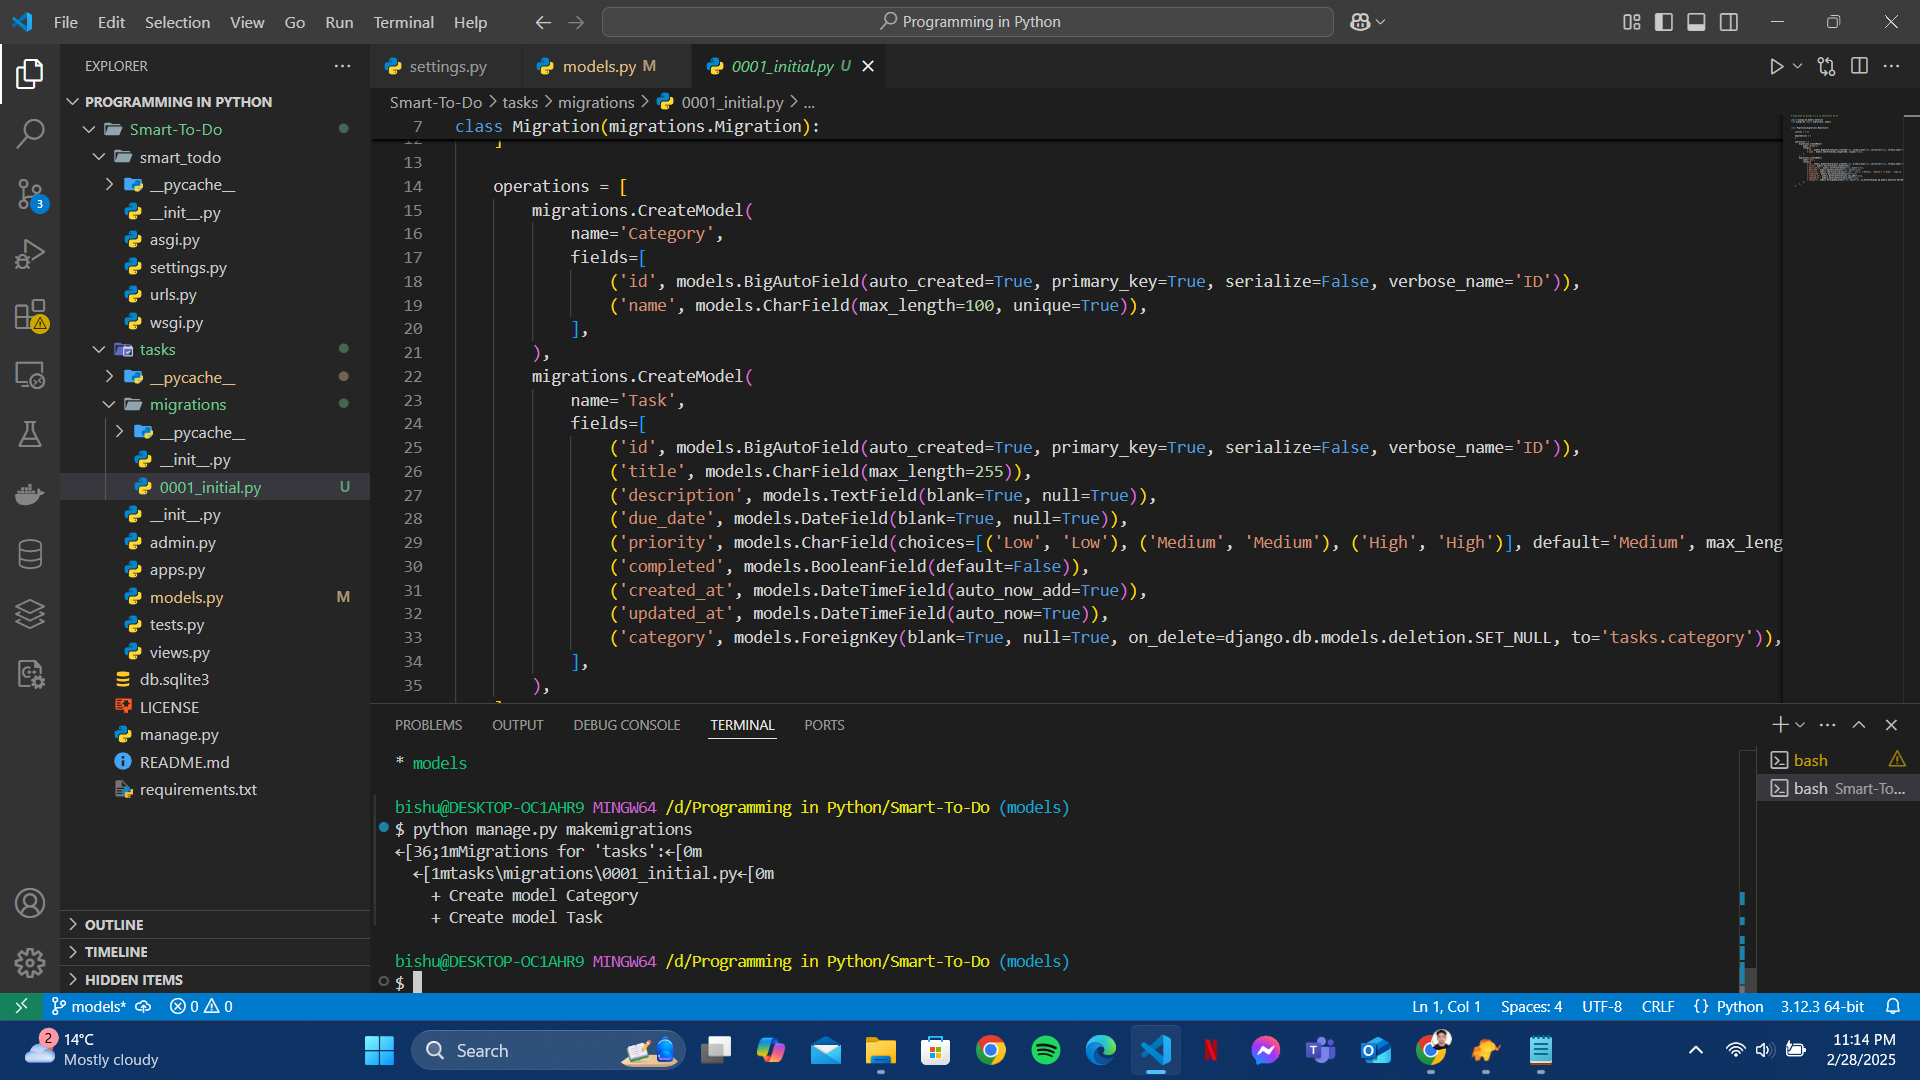 File Edit Selection View Go Run Terminal Help
Programming in Python
EXPLORER
PROGRAMMING IN PYTHON
Smart-To-Do
smart_todo
__pycache__
__init__.py
asgi.py
settings.py
urls.py
wsgi.py
tasks
__pycache__
migrations
__pycache__
__init__.py
0001_initial.py U
__init__.py
admin.py
apps.py
models.py M
tests.py
views.py
db.sqlite3
LICENSE
manage.py
README.md
requirements.txt
OUTLINE
TIMELINE
HIDDEN ITEMS
3
settings.py models.py M 0001_initial.py U
Smart-To-Do > tasks > migrations > 0001_initial.py > ...
7 class Migration(migrations.Migration):
12 ]
13
14 operations = [
15 migrations.CreateModel(
16 name='Category',
17 fields=[
18 ('id', models.BigAutoField(auto_created=True, primary_key=True, serialize=False, verbose_name='ID')),
19 ('name', models.CharField(max_length=100, unique=True)),
20 ],
21 ),
22 migrations.CreateModel(
23 name='Task',
24 fields=[
25 ('id', models.BigAutoField(auto_created=True, primary_key=True, serialize=False, verbose_name='ID')),
26 ('title', models.CharField(max_length=255)),
27 ('description', models.TextField(blank=True, null=True)),
28 ('due_date', models.DateField(blank=True, null=True)),
29 ('priority', models.CharField(choices=[('Low', 'Low'), ('Medium', 'Medium'), ('High', 'High')], default='Medium', max_leng
30 ('completed', models.BooleanField(default=False)),
31 ('created_at', models.DateTimeField(auto_now_add=True)),
32 ('updated_at', models.DateTimeField(auto_now=True)),
33 ('category', models.ForeignKey(blank=True, null=True, on_delete=django.db.models.deletion.SET_NULL, to='tasks.category')),
34 ],
35 ),
PROBLEMS OUTPUT DEBUG CONSOLE TERMINAL PORTS
* models
bishu@DESKTOP-OC1AHR9 MINGW64 /d/Programming in Python/Smart-To-Do (models)
$ python manage.py makemigrations
←[36;1mMigrations for 'tasks':←[0m
←[1mtasks\migrations\0001_initial.py←[0m
+ Create model Category
+ Create model Task
bishu@DESKTOP-OC1AHR9 MINGW64 /d/Programming in Python/Smart-To-Do (models)
$
bash
bash Smart-To...
models* 0 0 Ln 1, Col 1 Spaces: 4 UTF-8 CRLF {} Python 3.12.3 64-bit
2 14°C
Mostly cloudy
Search
11:14 PM
2/28/2025